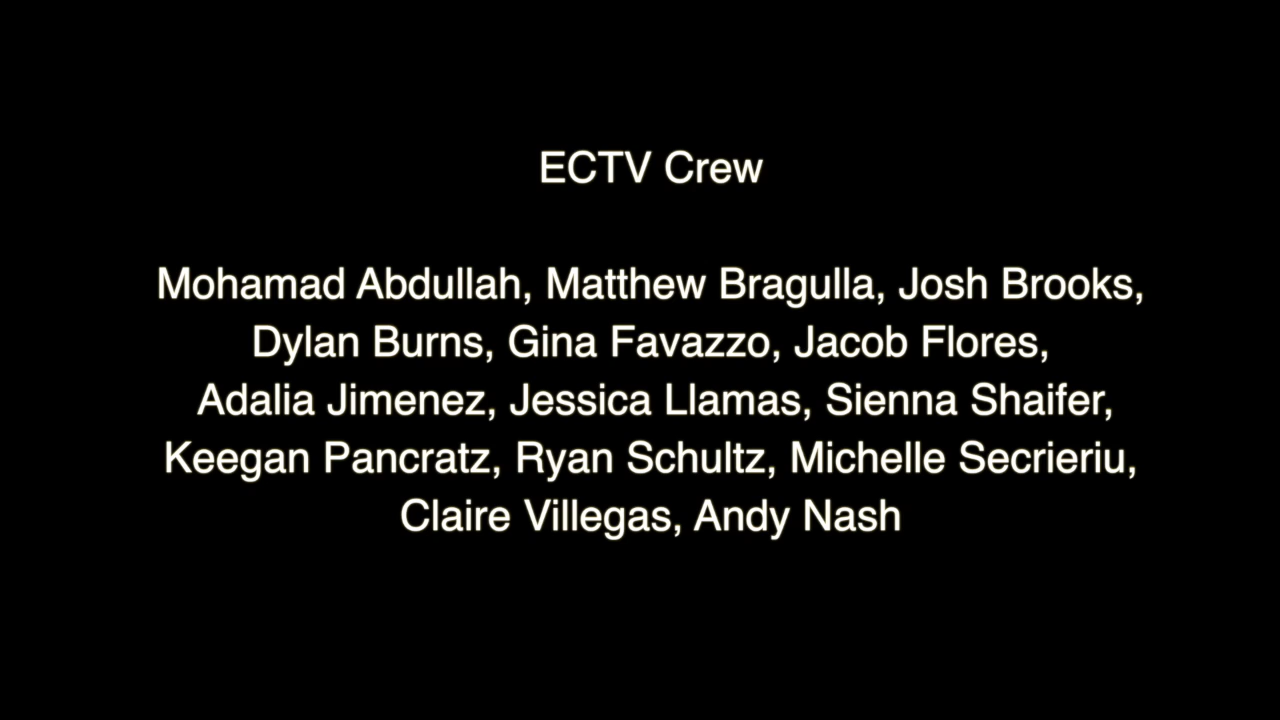 ECTV Crew
Mohamad Abdullah, Matthew Bragulla, Josh Brooks,
Dylan Burns, Gina Favazzo, Jacob Flores,
Adalia Jimenez, Jessica Llamas, Sienna Shaifer,
Keegan Pancratz, Ryan Schultz, Michelle Secrieriu,
Claire Villegas, Andy Nash